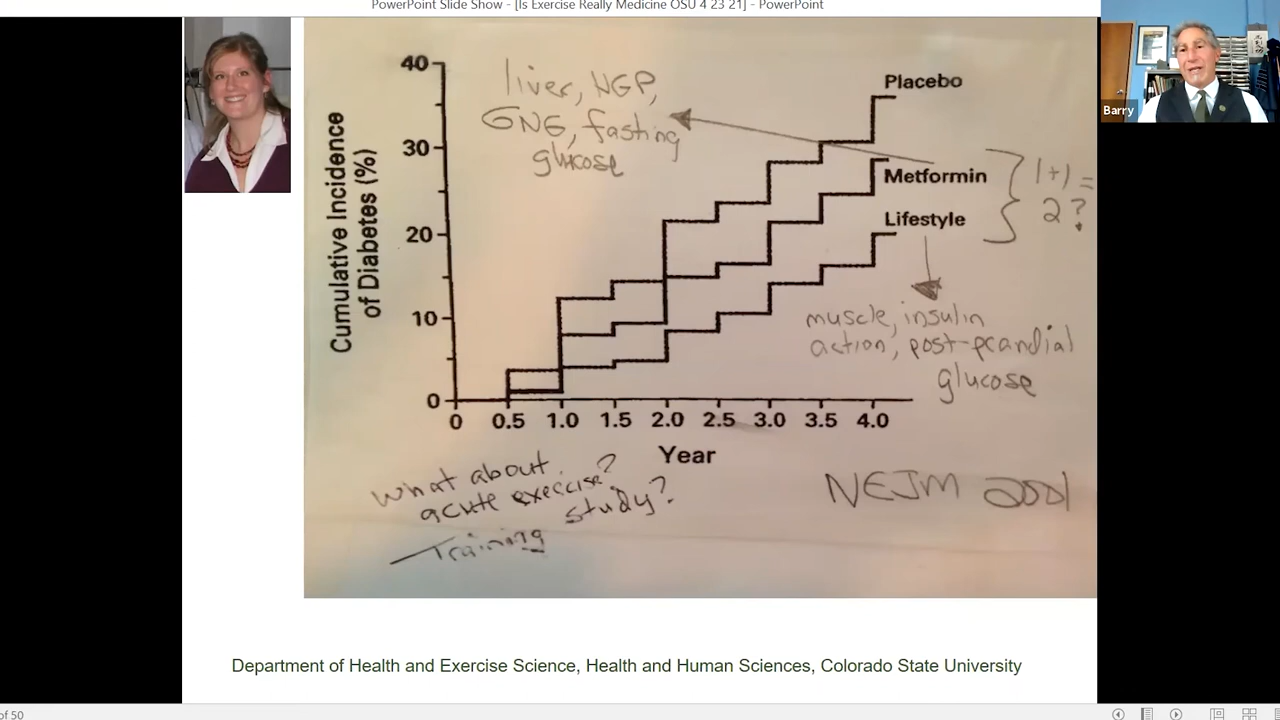 PowerPoint Slide Show - [Is Exercise Really Medicine OSU 4 23 21] - PowerPoint
Barry
Cumulative Incidence
of Diabetes (%)
40
30
20
10
0
liver, HGP,
GNG, fasting
glucose
Placebo
Metformin
Lifestyle
1+1=
2?
muscle, insulin
action, post-prandial
glucose
0 0.5 1.0 1.5 2.0 2.5 3.0 3.5 4.0
Year
What about
acute exercise?
Training study?
NEJM 2001
Department of Health and Exercise Science, Health and Human Sciences, Colorado State University
of 50